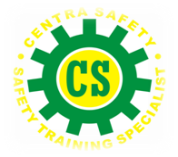 CENTRA SAFETY
CS
SAFETY TRAINING SPECIALIST